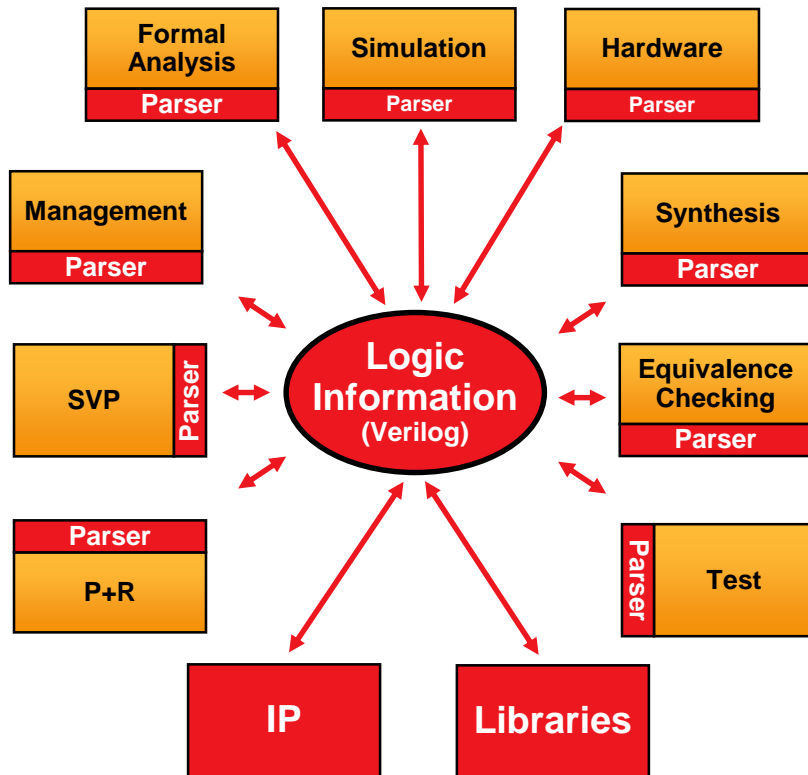 Formal
Analysis
Parser
Simulation
Parser
Hardware
Parser
Management
Parser
Synthesis
Parser
Logic
Information
(Verilog)
SVP
Parser
Equivalence
Checking
Parser
Parser
P+R
Parser
Test
IP
Libraries